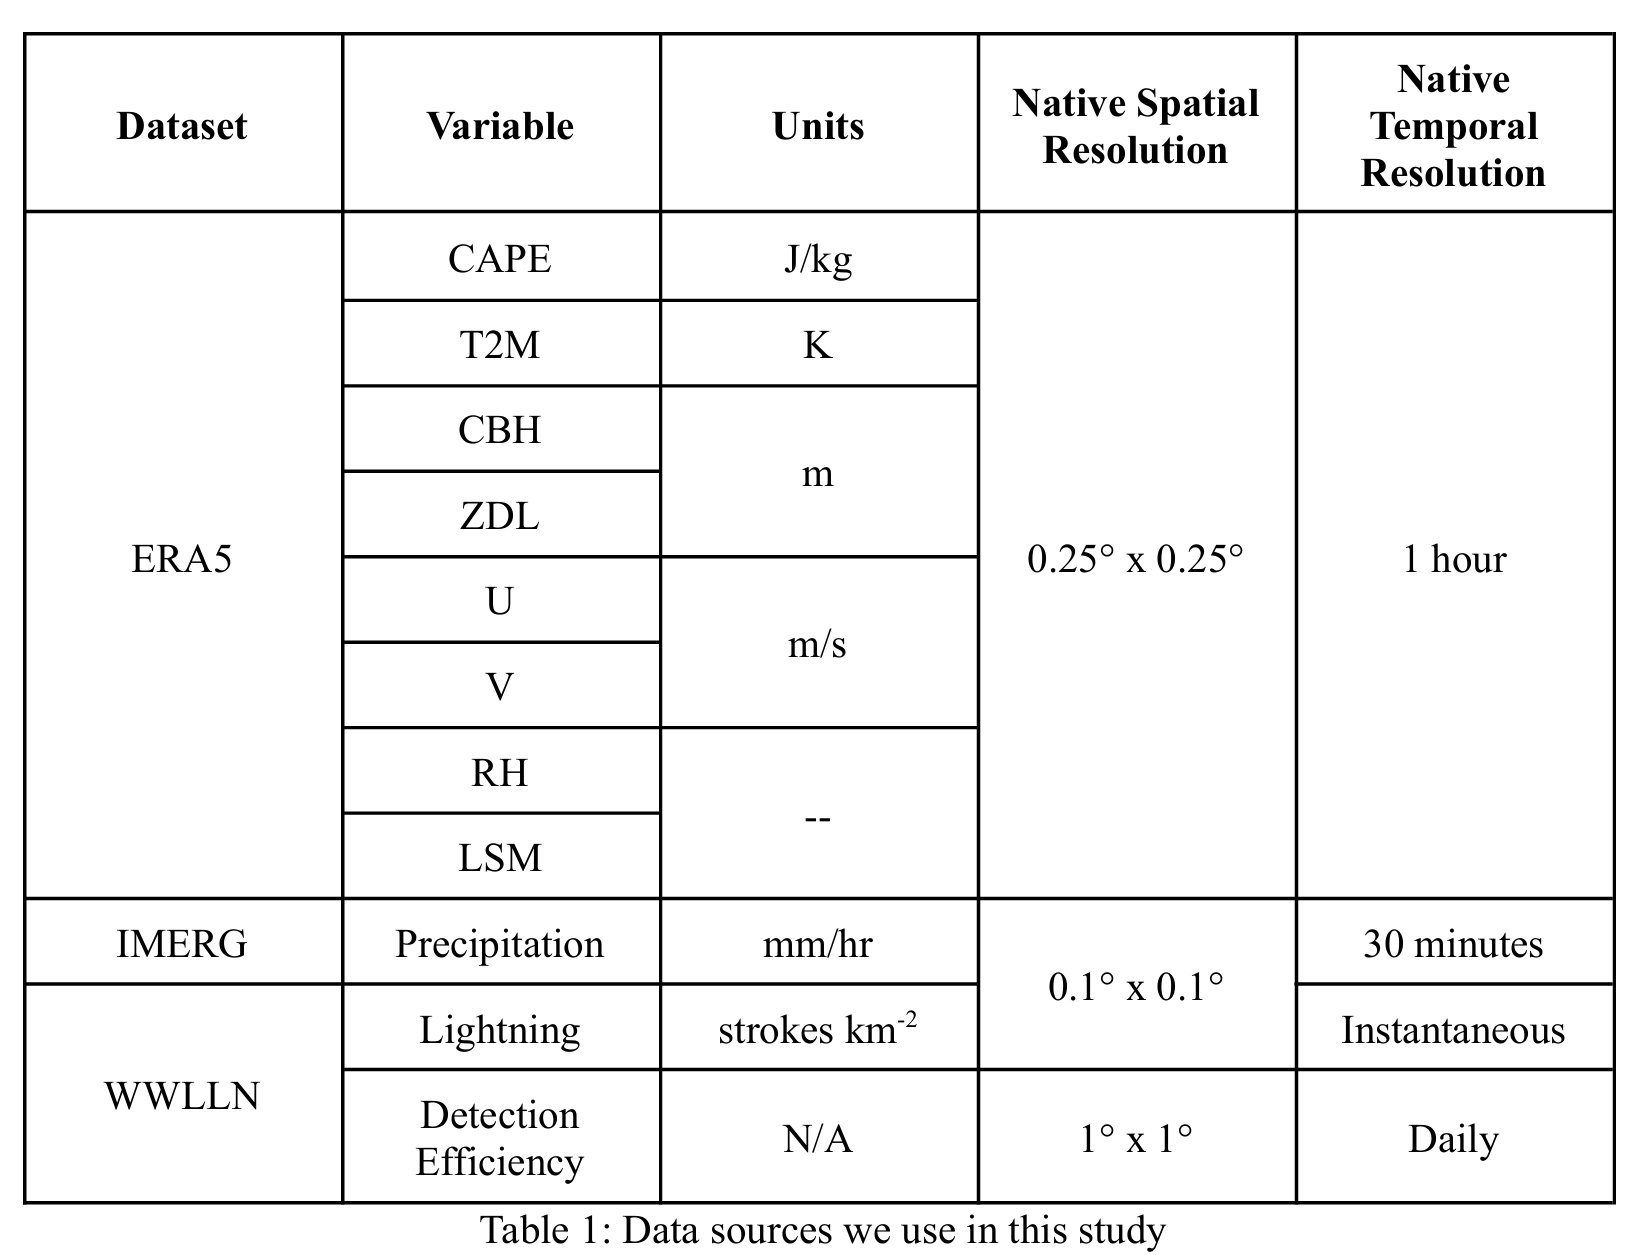 Dataset
Variable
Units
Native Spatial
Resolution
Native
Temporal
Resolution
ERA5
CAPE
J/kg
0.25° x 0.25°
1 hour
T2M
K
CBH
m
ZDL
U
m/s
V
RH
--
LSM
IMERG
Precipitation
mm/hr
0.1° x 0.1°
30 minutes
WWLLN
Lightning
strokes km⁻²
Instantaneous
Detection
Efficiency
N/A
1° x 1°
Daily
Table 1: Data sources we use in this study